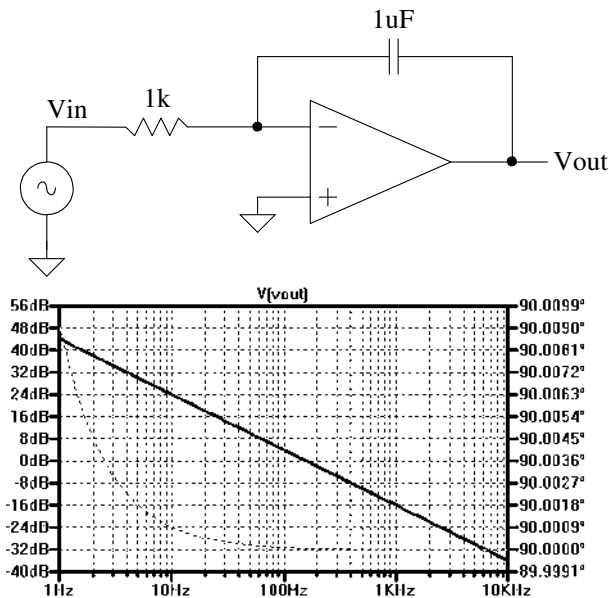 1uF
1k
Vin
Vout
V(vout)
56dB
48dB
40dB
32dB
24dB
16dB
8dB
0dB
-8dB
-16dB
-24dB
-32dB
-40dB
90.0099°
90.0090°
90.0081°
90.0072°
90.0063°
90.0054°
90.0045°
90.0036°
90.0027°
90.0018°
90.0009°
90.0000°
89.9991°
1Hz
10Hz
100Hz
1KHz
10KHz